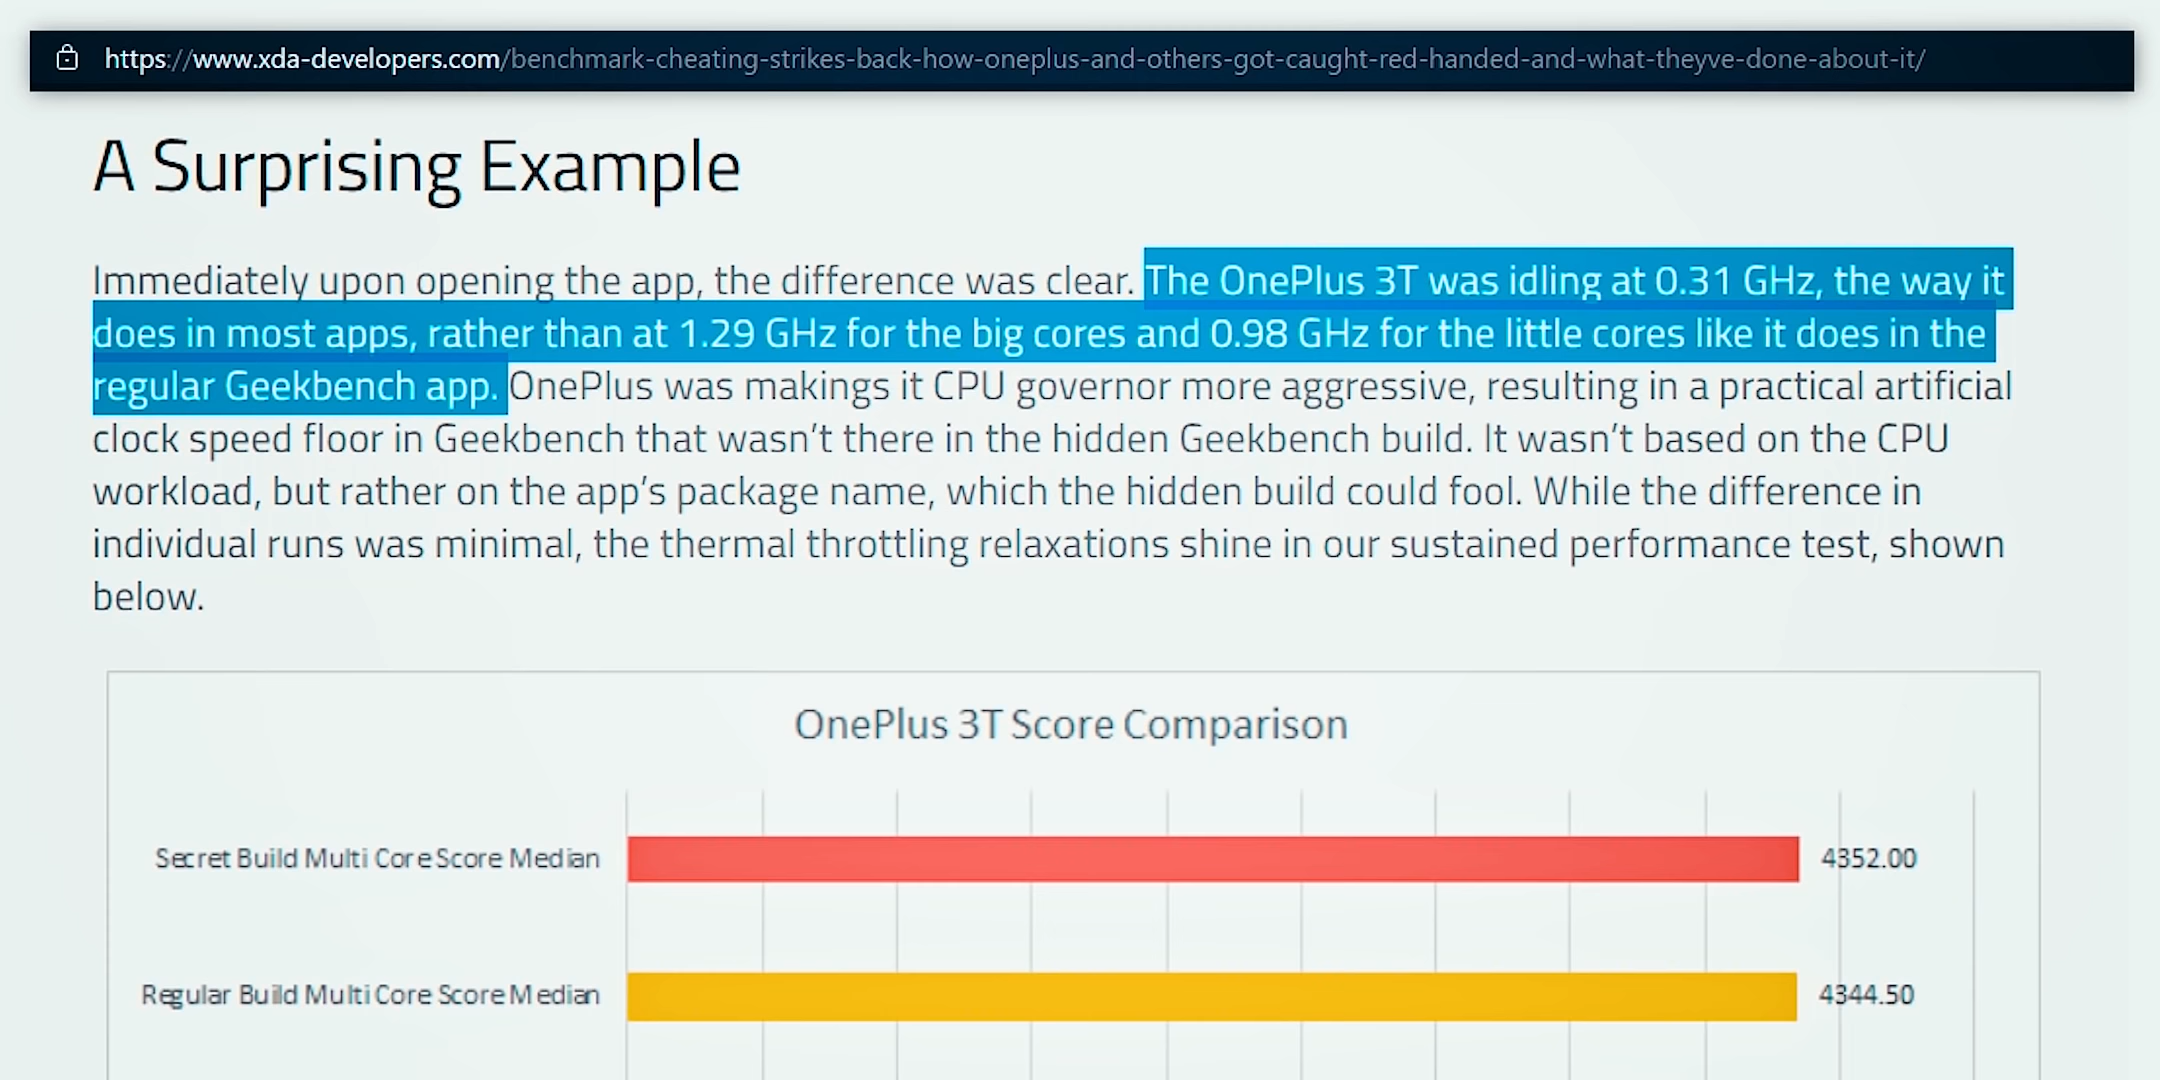 https://www.xda-developers.com/benchmark-cheating-strikes-back-how-oneplus-and-others-got-caught-red-handed-and-what-theyve-done-about-it/
A Surprising Example
Immediately upon opening the app, the difference was clear. The OnePlus 3T was idling at 0.31 GHz, the way it
does in most apps, rather than at 1.29 GHz for the big cores and 0.98 GHz for the little cores like it does in the
regular Geekbench app. OnePlus was makings it CPU governor more aggressive, resulting in a practical artificial
clock speed floor in Geekbench that wasn't there in the hidden Geekbench build. It wasn't based on the CPU
workload, but rather on the app's package name, which the hidden build could fool. While the difference in
individual runs was minimal, the thermal throttling relaxations shine in our sustained performance test, shown
below.
OnePlus 3T Score Comparison
Secret Build Multi Core Score Median 4352.00
Regular Build Multi Core Score Median 4344.50